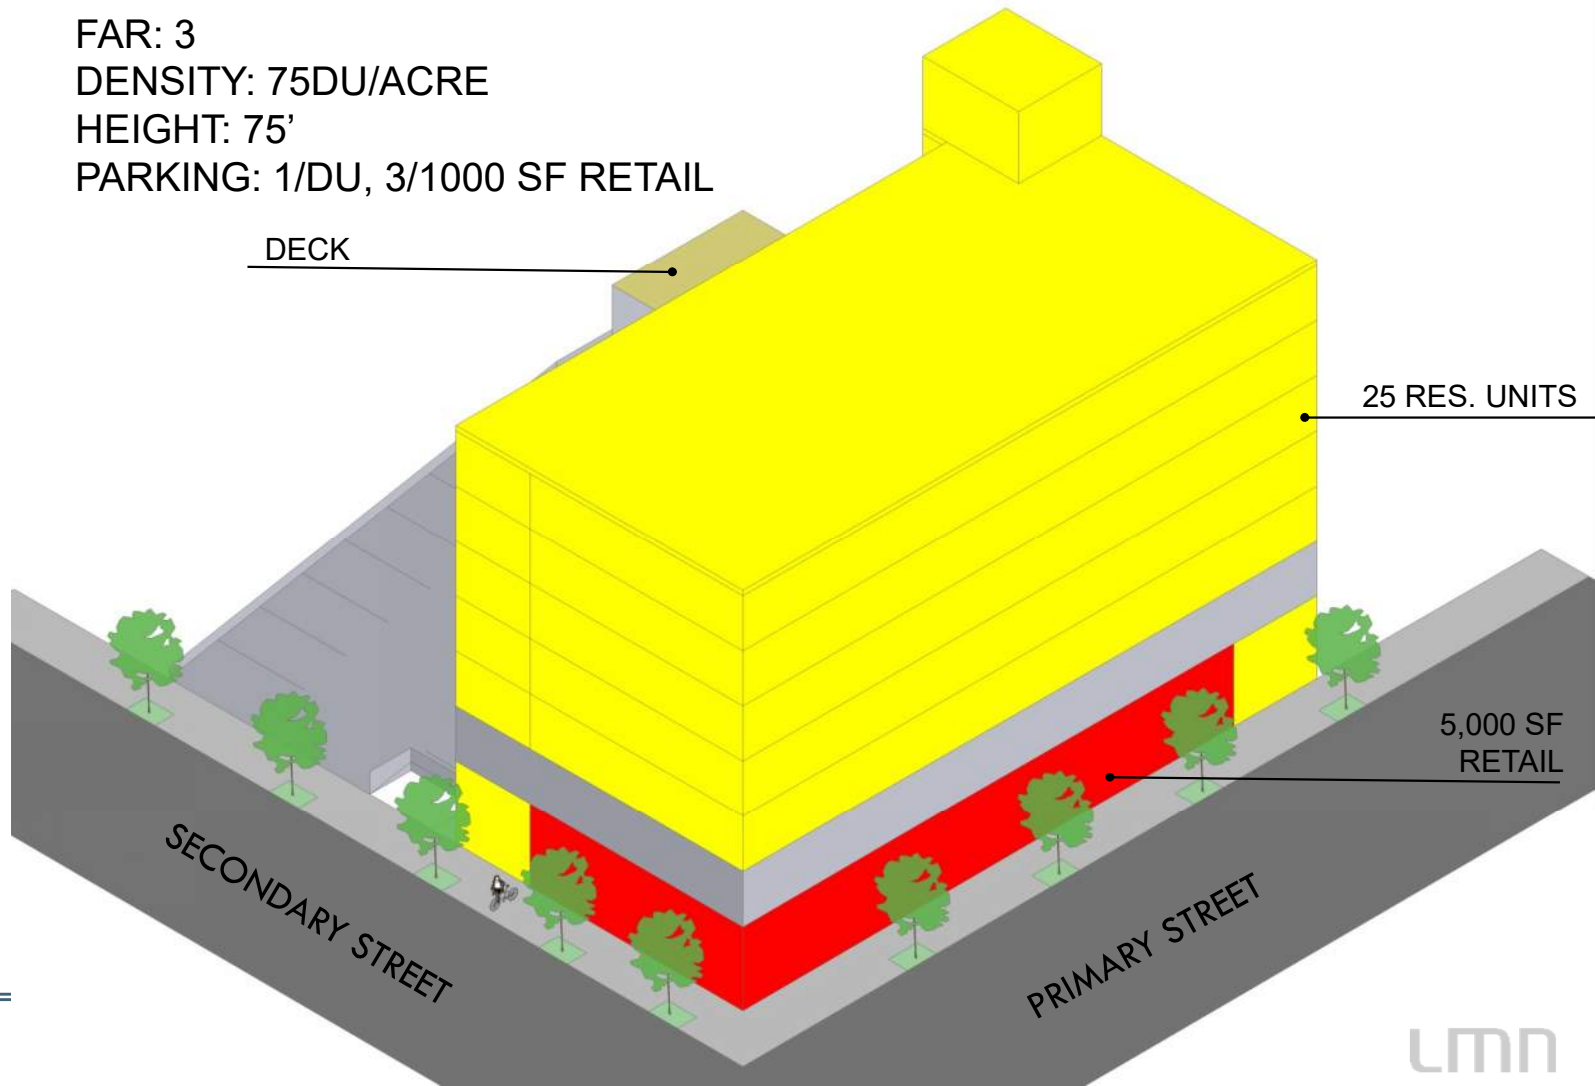 FAR: 3
DENSITY: 75DU/ACRE
HEIGHT: 75’
PARKING: 1/DU, 3/1000 SF RETAIL
DECK
25 RES. UNITS
5,000 SF
RETAIL
SECONDARY STREET
PRIMARY STREET
LMN